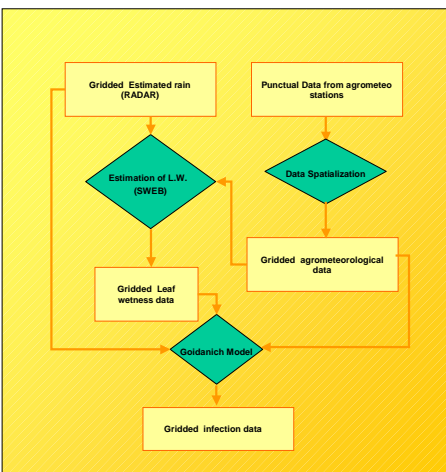 Gridded Estimated rain
(RADAR)
Punctual Data from agrometeo
stations
Estimation of L.W.
(SWEB)
Data Spatialization
Gridded agrometeorological
data
Gridded Leaf
wetness data
Goidanich Model
Gridded infection data